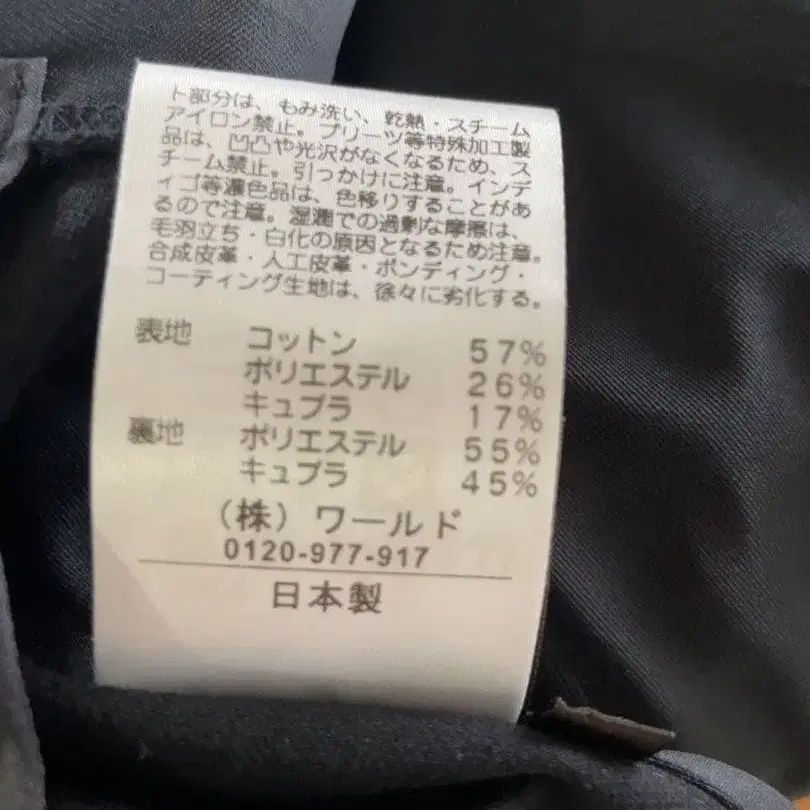 ト部分は、もみ洗い、乾熱・スチーム
アイロン禁止。プリーツ等特殊加工製
品は、凹凸や光沢がなくなるため、ス
チーム禁止。引っかけに注意。インデ
ィゴ等濃色品は、色移りすることがあ
るので注意。湿潤での過剰な摩擦は、
毛羽立ち・白化の原因となるため注意。
合成皮革・人工皮革・ボンディング・
コーティング生地は、徐々に劣化する。
表地 コットン 57%
ポリエステル 26%
キュプラ 17%
裏地 ポリエステル 55%
キュプラ 45%
(株)ワールド
0120-977-917
日本製